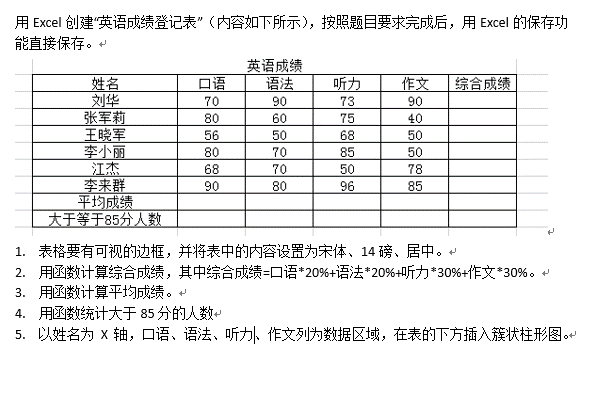 用 Excel 创建“英语成绩登记表”（内容如下所示），按照题目要求完成后，用 Excel 的保存功
能直接保存。
英语成绩
姓名 口语 语法 听力 作文 综合成绩
刘华 70 90 73 90
张军莉 80 60 75 40
王晓军 56 50 68 50
李小丽 80 70 85 50
江杰 68 70 50 78
李来群 90 80 96 85
平均成绩
大于等于85分人数
1. 表格要有可视的边框，并将表中的内容设置为宋体、14 磅、居中。
2. 用函数计算综合成绩，其中综合成绩=口语*20%+语法*20%+听力*30%+作文*30%。
3. 用函数计算平均成绩。
4. 用函数统计大于 85 分的人数
5. 以姓名为 X 轴，口语、语法、听力、作文列为数据区域，在表的下方插入簇状柱形图。